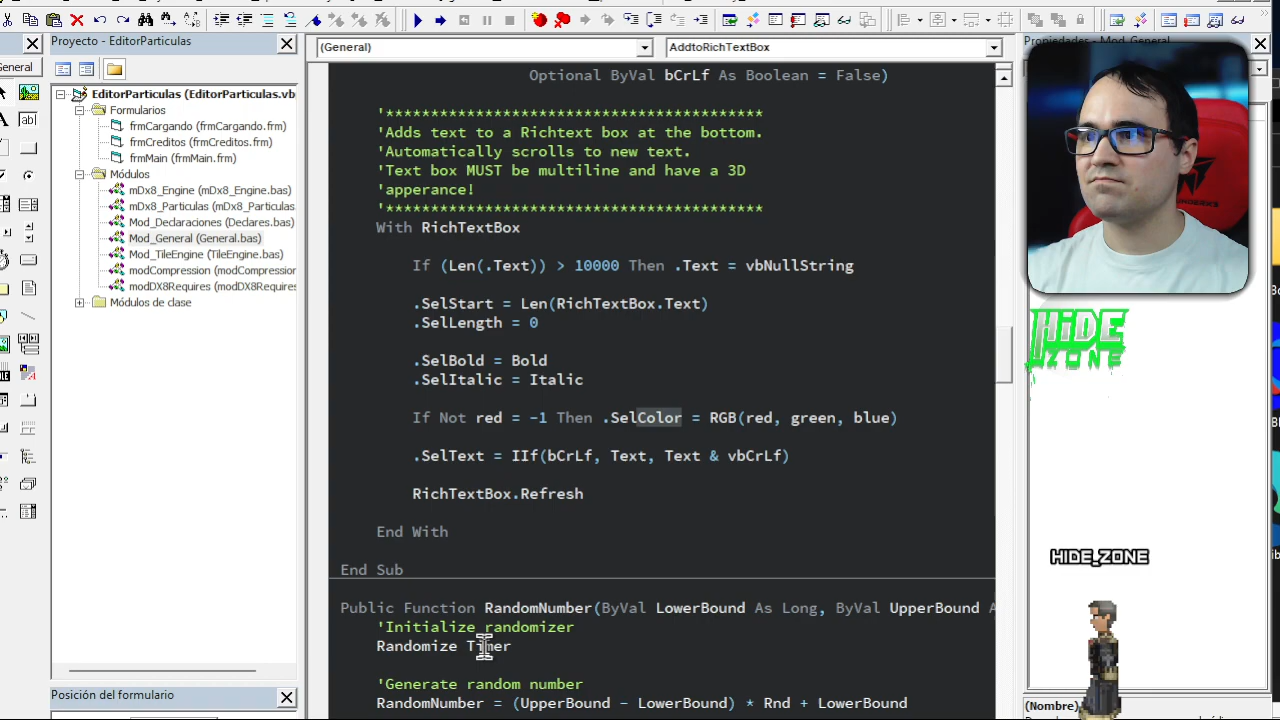 Proyecto - EditorParticulas
(General)
AddtoRichTextBox
General
EditorParticulas (EditorParticulas.vb
Formularios
frmCargando (frmCargando.frm)
frmCreditos (frmCreditos.frm)
frmMain (frmMain.frm)
Módulos
mDx8_Engine (mDx8_Engine.bas)
mDx8_Particulas (mDx8_Particulas
Mod_Declaraciones (Declares.bas)
Mod_General (General.bas)
Mod_TileEngine (TileEngine.bas)
modCompression (modCompression
modDX8Requires (modDX8Requires
Módulos de clase
Posición del formulario
Optional ByVal bCrLf As Boolean = False)
'******************************************
'Adds text to a Richtext box at the bottom.
'Automatically scrolls to new text.
'Text box MUST be multiline and have a 3D
'apperance!
'******************************************
With RichTextBox
If (Len(.Text)) > 10000 Then .Text = vbNullString
.SelStart = Len(RichTextBox.Text)
.SelLength = 0
.SelBold = Bold
.SelItalic = Italic
If Not red = -1 Then .SelColor = RGB(red, green, blue)
.SelText = IIf(bCrLf, Text, Text & vbCrLf)
RichTextBox.Refresh
End With
End Sub
Public Function RandomNumber(ByVal LowerBound As Long, ByVal UpperBound A
'Initialize randomizer
Randomize Timer
'Generate random number
RandomNumber = (UpperBound - LowerBound) * Rnd + LowerBound
HiDE
ZONE
HIDE_ZONE
(Nombre)